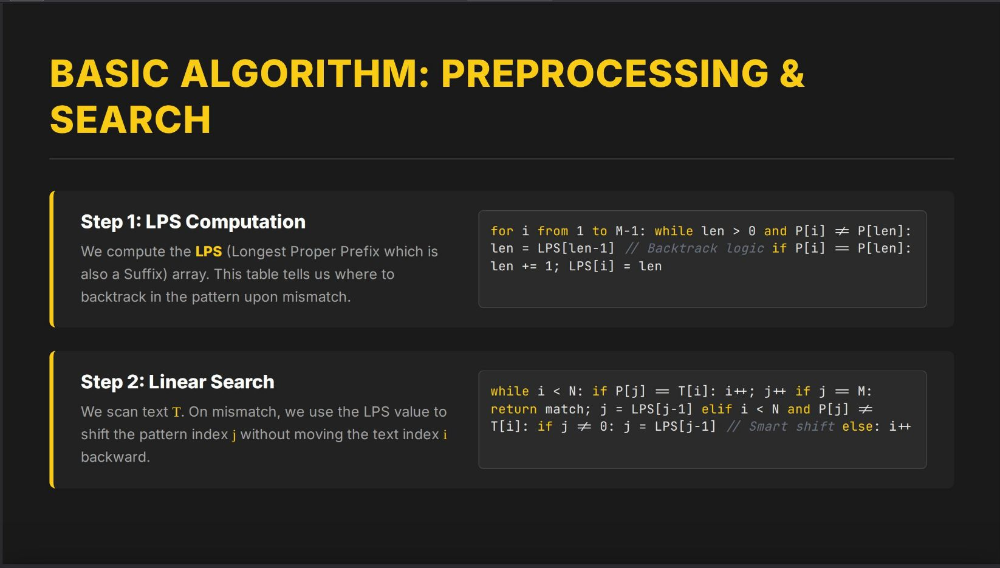 BASIC ALGORITHM: PREPROCESSING &
SEARCH
Step 1: LPS Computation
We compute the LPS (Longest Proper Prefix which is
also a Suffix) array. This table tells us where to
backtrack in the pattern upon mismatch.
for i from 1 to M-1: while len > 0 and P[i] ≠ P[len]:
len = LPS[len-1] // Backtrack logic if P[i] == P[len]:
len += 1; LPS[i] = len
Step 2: Linear Search
We scan text T. On mismatch, we use the LPS value to
shift the pattern index j without moving the text index i
backward.
while i < N: if P[j] == T[i]: i++; j++ if j == M:
return match; j = LPS[j-1] elif i < N and P[j] ≠
T[i]: if j ≠ 0: j = LPS[j-1] // Smart shift else: i++